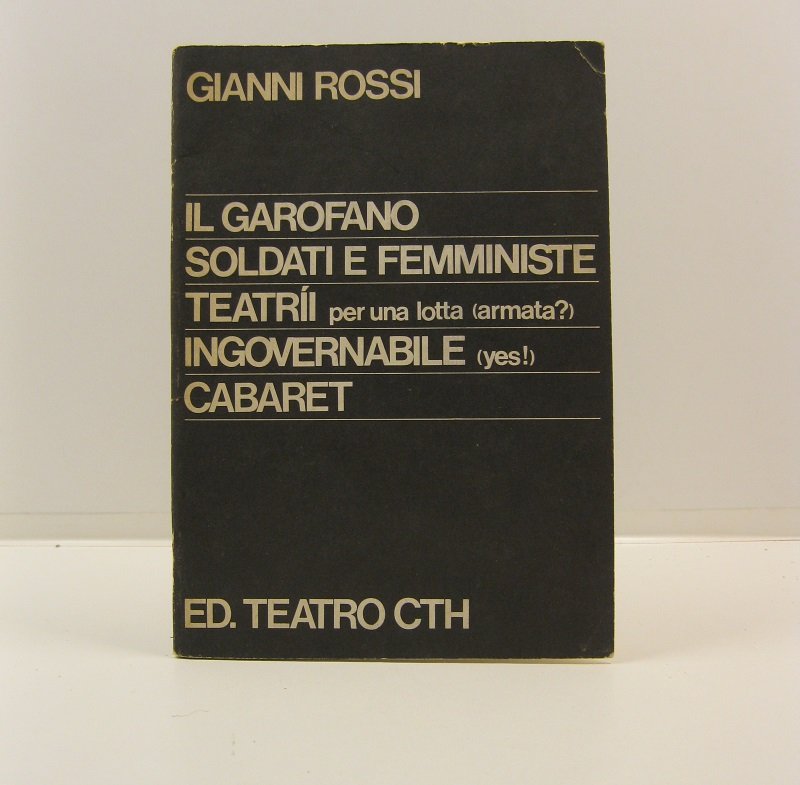 GIANNI ROSSI
IL GAROFANO
SOLDATI E FEMMINISTE
TEATRÍI per una lotta (armata?)
INGOVERNABILE (yes!)
CABARET
ED. TEATRO CTH